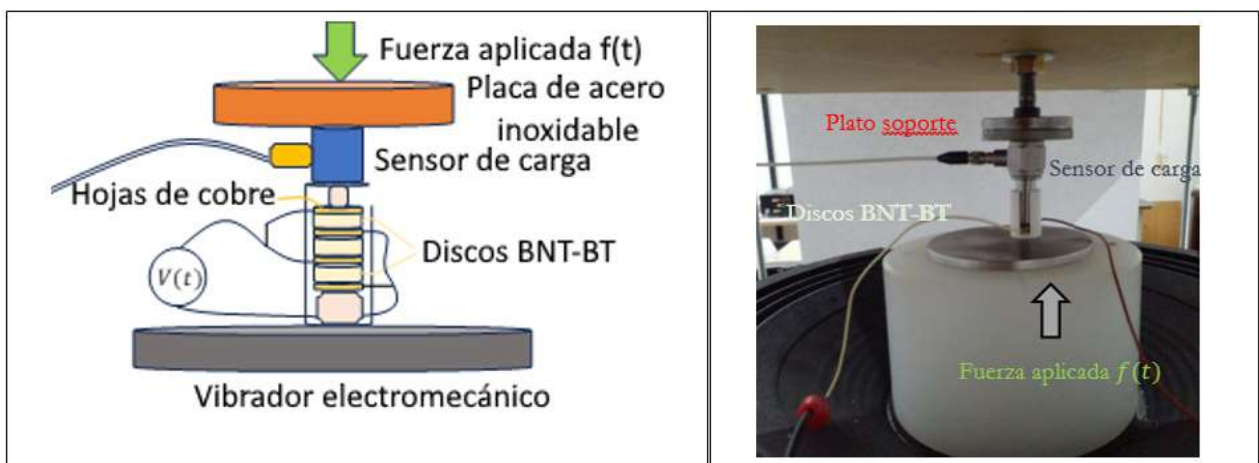 Fuerza aplicada f(t)
Placa de acero
inoxidable
Sensor de carga
Hojas de cobre
Discos BNT-BT
V(t)
Vibrador electromecánico
Plato soporte
Sensor de carga
Discos BNT-BT
Fuerza aplicada f(t)